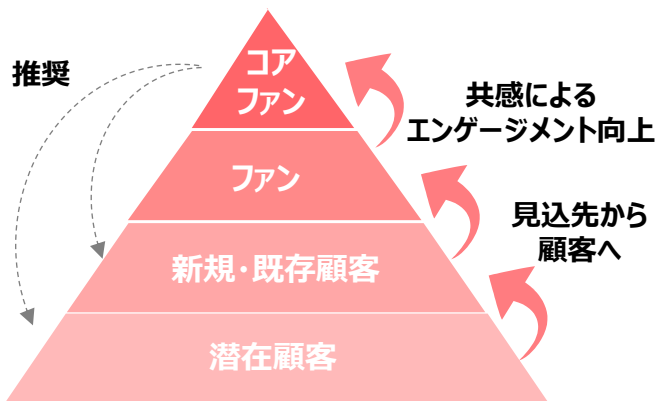 推奨
コア
ファン
共感による
エンゲージメント向上
ファン
見込先から
顧客へ
新規・既存顧客
潜在顧客